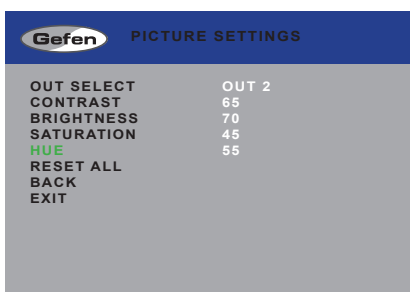 Gefen PICTURE SETTINGS
OUT SELECT OUT 2
CONTRAST 65
BRIGHTNESS 70
SATURATION 45
HUE 55
RESET ALL
BACK
EXIT